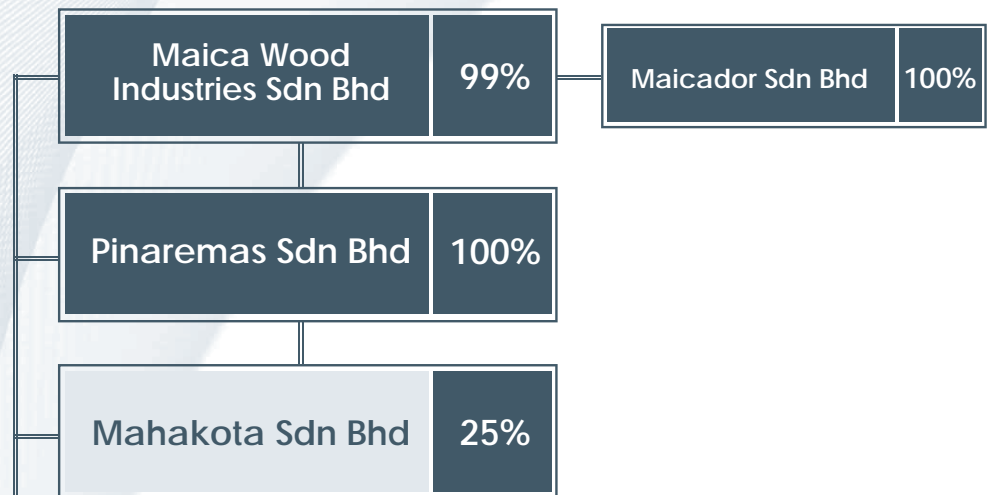 Maica Wood
Industries Sdn Bhd
99%
Maicador Sdn Bhd
100%
Pinaremas Sdn Bhd
100%
Mahakota Sdn Bhd
25%